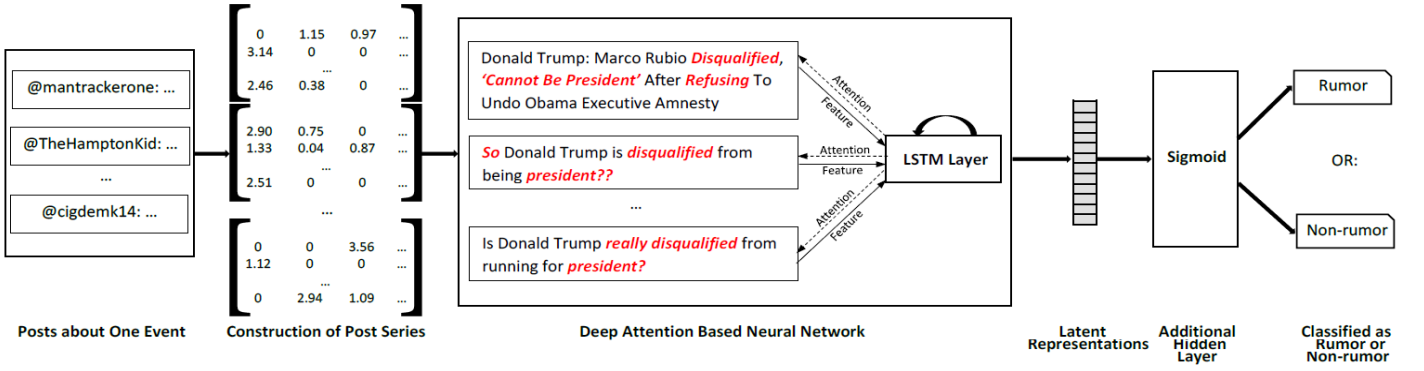 @mantrackerone: ...
@TheHamptonKid: ...
...
@cigdemk14: ...
Posts about One Event
0 1.15 0.97 ...
3.14 0 0 ...
...
2.46 0.38 0 ...
2.90 0.75 0 ...
1.33 0.04 0.87 ...
...
2.51 0 0 ...
...
0 0 3.56 ...
1.12 0 0 ...
...
0 2.94 1.09 ...
Construction of Post Series
Donald Trump: Marco Rubio Disqualified,
‘Cannot Be President’ After Refusing To
Undo Obama Executive Amnesty
So Donald Trump is disqualified from
being president??
...
Is Donald Trump really disqualified from
running for president?
Attention
Feature
Attention
Feature
Attention
Feature
LSTM Layer
Deep Attention Based Neural Network
Latent
Representations
Sigmoid
Additional
Hidden
Layer
Rumor
OR:
Non-rumor
Classified as
Rumor or
Non-rumor